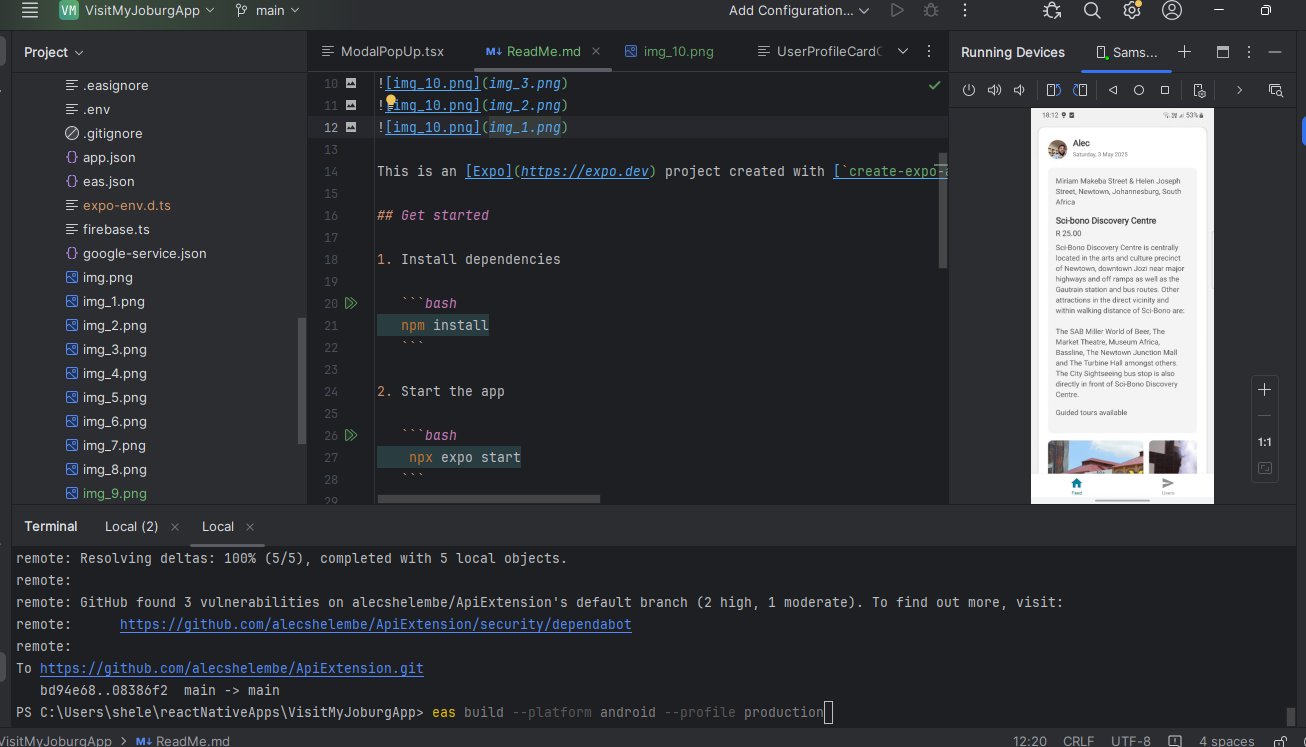 VM VisitMyJoburgApp main Add Configuration...
Project
.easignore
.env
.gitignore
app.json
eas.json
expo-env.d.ts
firebase.ts
google-service.json
img.png
img_1.png
img_2.png
img_3.png
img_4.png
img_5.png
img_6.png
img_7.png
img_8.png
img_9.png
ModalPopUp.tsx M↓ ReadMe.md img_10.png UserProfileCard
10 ![img_10.png](img_3.png)
11 ![img_10.png](img_2.png)
12 ![img_10.png](img_1.png)
13
14 This is an [Expo](https://expo.dev) project created with [`create-expo-a
15
16 ## Get started
17
18 1. Install dependencies
19
20 ```bash
21 npm install
22 ```
23
24 2. Start the app
25
26 ```bash
27 npx expo start
28 ```
29
Running Devices Sams...
18:12 53%
Alec
Saturday, 3 May 2025
Miriam Makeba Street & Helen Joseph
Street, Newtown, Johannesburg, South
Africa
Sci-bono Discovery Centre
R 25.00
Sci-Bono Discovery Centre is centrally
located in the arts and culture precinct
of Newtown, downtown Jozi near major
highways and off ramps as well as the
Gautrain station and bus routes. Other
attractions in the direct vicinity and
within walking distance of Sci-Bono are:
The SAB Miller World of Beer, The
Market Theatre, Museum Africa,
Bassline, The Newtown Junction Mall
and The Turbine Hall amongst others.
The City Sightseeing bus stop is also
directly in front of Sci-Bono Discovery
Centre.
Guided tours available
Feed Users
1:1
Terminal Local (2) Local
remote: Resolving deltas: 100% (5/5), completed with 5 local objects.
remote:
remote: GitHub found 3 vulnerabilities on alecshelembe/ApiExtension's default branch (2 high, 1 moderate). To find out more, visit:
remote: https://github.com/alecshelembe/ApiExtension/security/dependabot
remote:
To https://github.com/alecshelembe/ApiExtension.git
bd94e68..08386f2 main -> main
PS C:\Users\shele\reactNativeApps\VisitMyJoburgApp> eas build --platform android --profile production
VisitMyJoburgApp > M↓ ReadMe.md 12:20 CRLF UTF-8 4 spaces